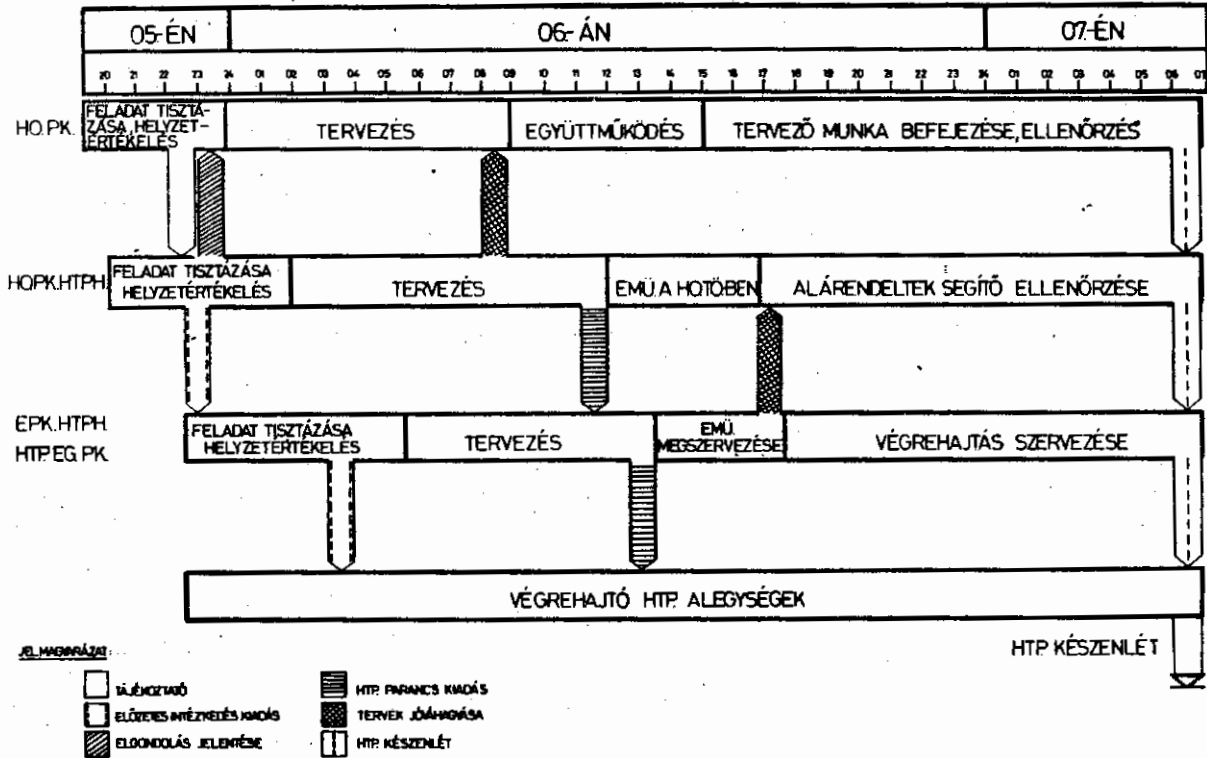 05-ÉN 06-ÁN 07-ÉN
20 21 22 23 24 01 02 03 04 05 06 07 08 09 10 11 12 13 14 15 16 17 18 19 20 21 22 23 24 01 02 03 04 05 06 07
HO.PK.
FELADAT TISZTÁ-
ZÁSA, HELYZET-
ÉRTÉKELÉS
TERVEZÉS
EGYÜTTMŰKÖDÉS
TERVEZŐ MUNKA BEFEJEZÉSE, ELLENŐRZÉS
HOPK.HTPH
FELADAT TISZTÁZÁSA
HELYZETÉRTÉKELÉS
TERVEZÉS
EMÜ. A HOTÖBEN
ALÁRENDELTEK SEGÍTŐ ELLENŐRZÉSE
EPK.HTPH
HTP.EG.PK.
FELADAT TISZTÁZÁSA
HELYZETÉRTÉKELÉS
TERVEZÉS
EMÜ.
MEGSZERVEZÉSE
VÉGREHAJTÁS SZERVEZÉSE
VÉGREHAJTÓ HTP. ALEGYSÉGEK
HTP KÉSZENLÉT
JELMAGYARÁZAT:
TÁJÉKOZTATÓ
ELŐZETES INTÉZKEDÉS KIADÁS
ELGONDOLÁS JELENTÉSE
HTP. PARANCS KIADÁS
TERVEK JÓVÁHAGYÁSA
HTP. KÉSZENLÉT